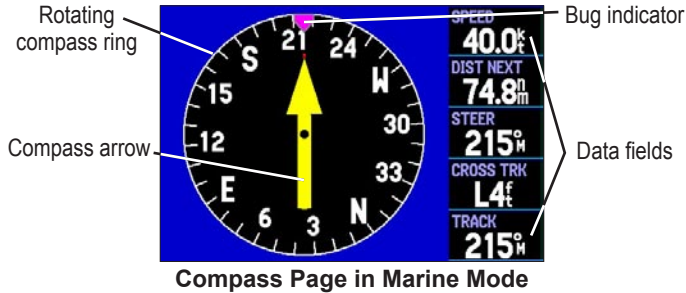 Rotating
compass ring
Bug indicator
Compass arrow
Data fields
21
24
W
30
33
N
3
6
E
12
15
S
SPEED
40.0kt
DIST NEXT
74.8nm
STEER
215°M
CROSS TRK
L4ft
TRACK
215°M
Compass Page in Marine Mode